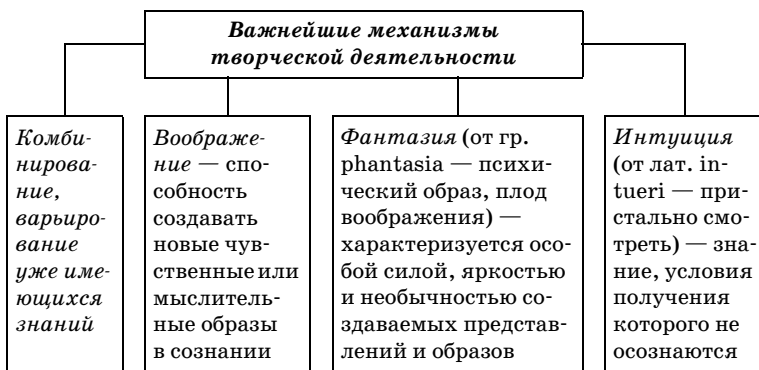 Важнейшие механизмы
творческой деятельности
Комби-
нирова-
ние,
варьиро-
вание
уже име-
ющихся
знаний
Воображе-
ние — спо-
собность
создавать
новые чув-
ственные или
мыслитель-
ные образы
в сознании
Фантазия (от гр.
phantasia — психи-
ческий образ, плод
воображения) —
характеризуется осо-
бой силой, яркостью
и необычностью со-
здаваемых представ-
лений и образов
Интуиция
(от лат. in-
tueri — при-
стально смо-
треть) — зна-
ние, условия
получения
которого не
осознаются